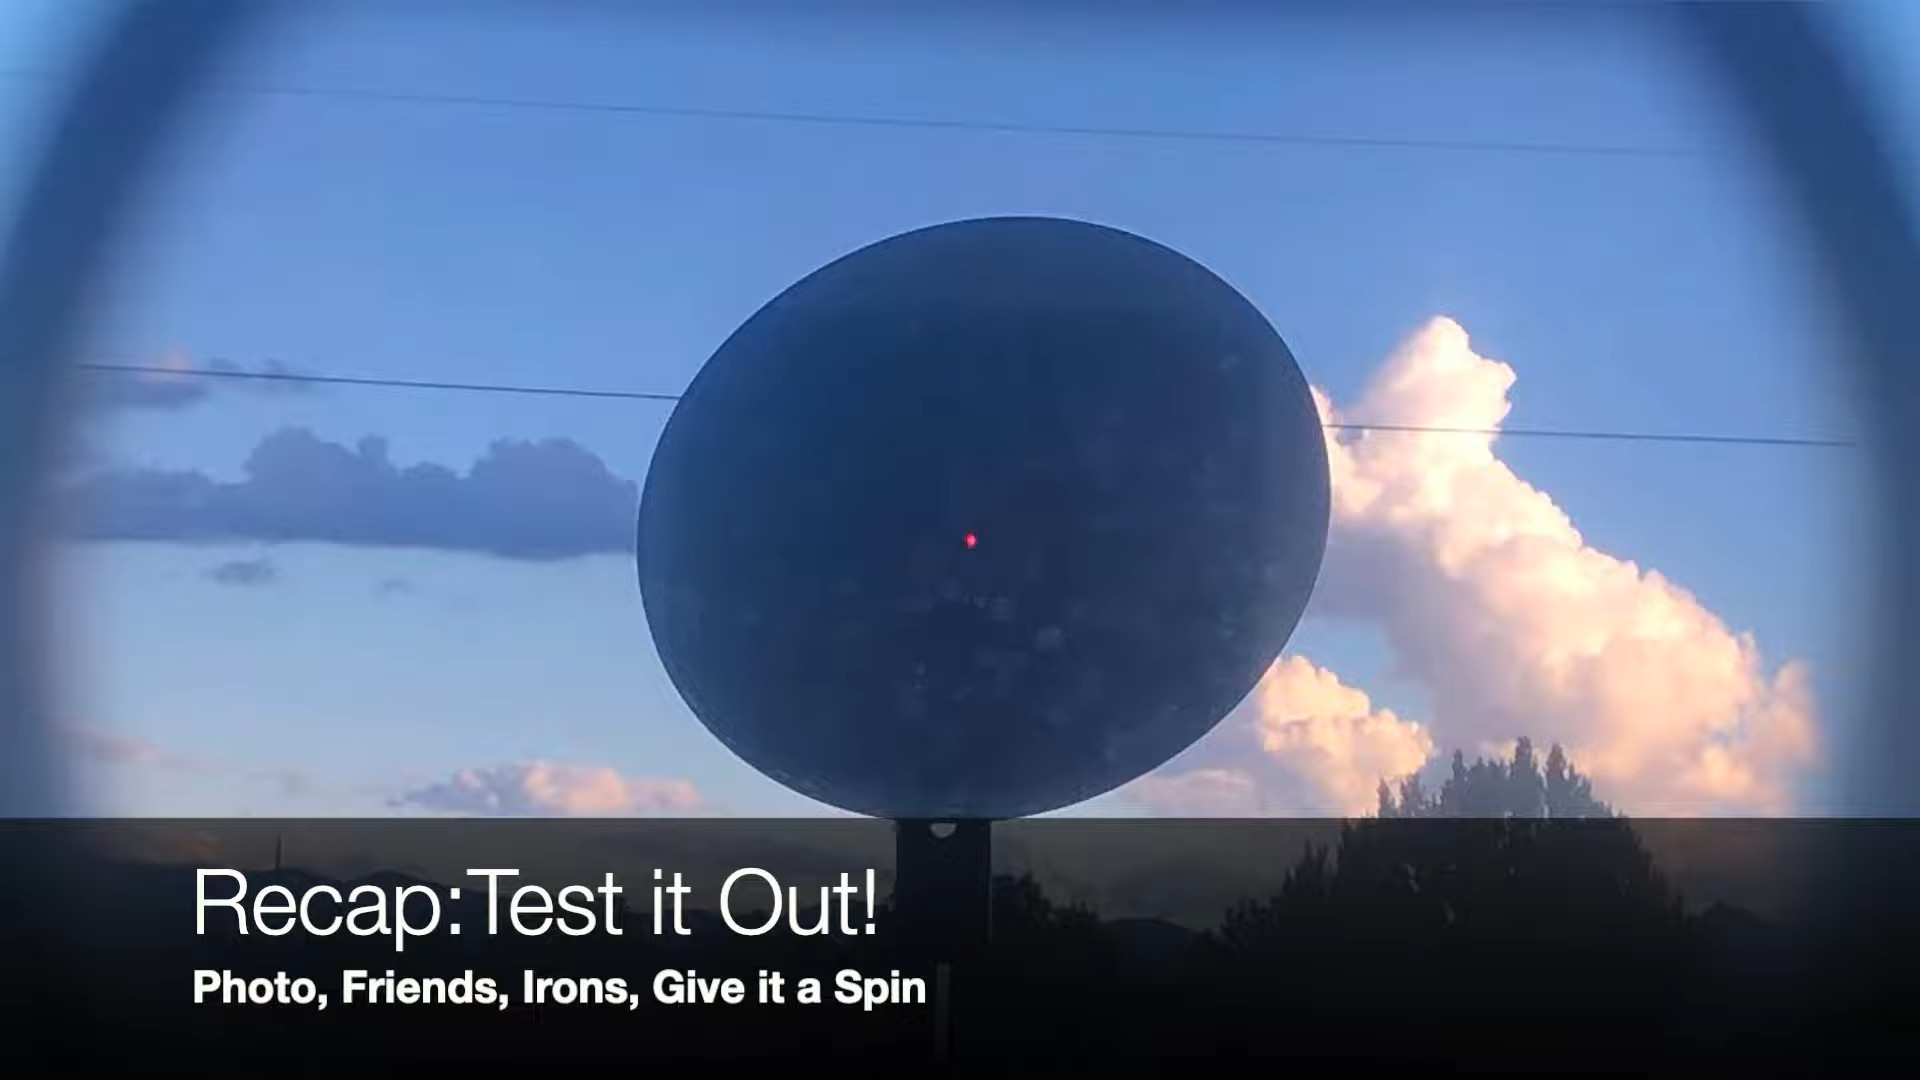 Recap:Test it Out!
Photo, Friends, Irons, Give it a Spin